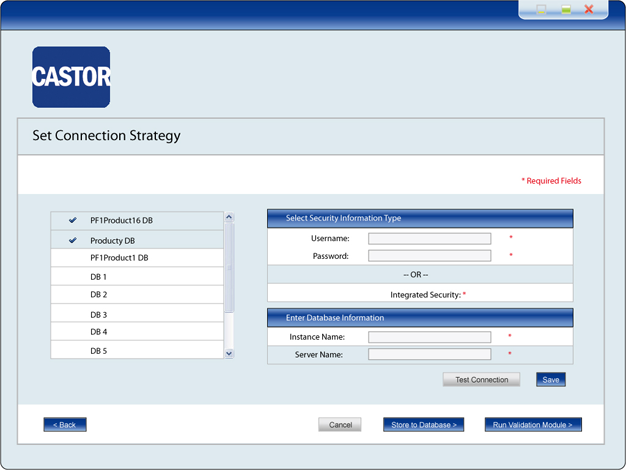 CASTOR
Set Connection Strategy
* Required Fields
PF1Product16 DB
Producty DB
PF1Product1 DB
DB 1
DB 2
DB 3
DB 4
DB 5
Select Security Information Type
Username: *
Password: *
-- OR --
Integrated Security: *
Enter Database Information
Instance Name: *
Server Name: *
Test Connection Save
< Back Cancel Store to Database > Run Validation Module >